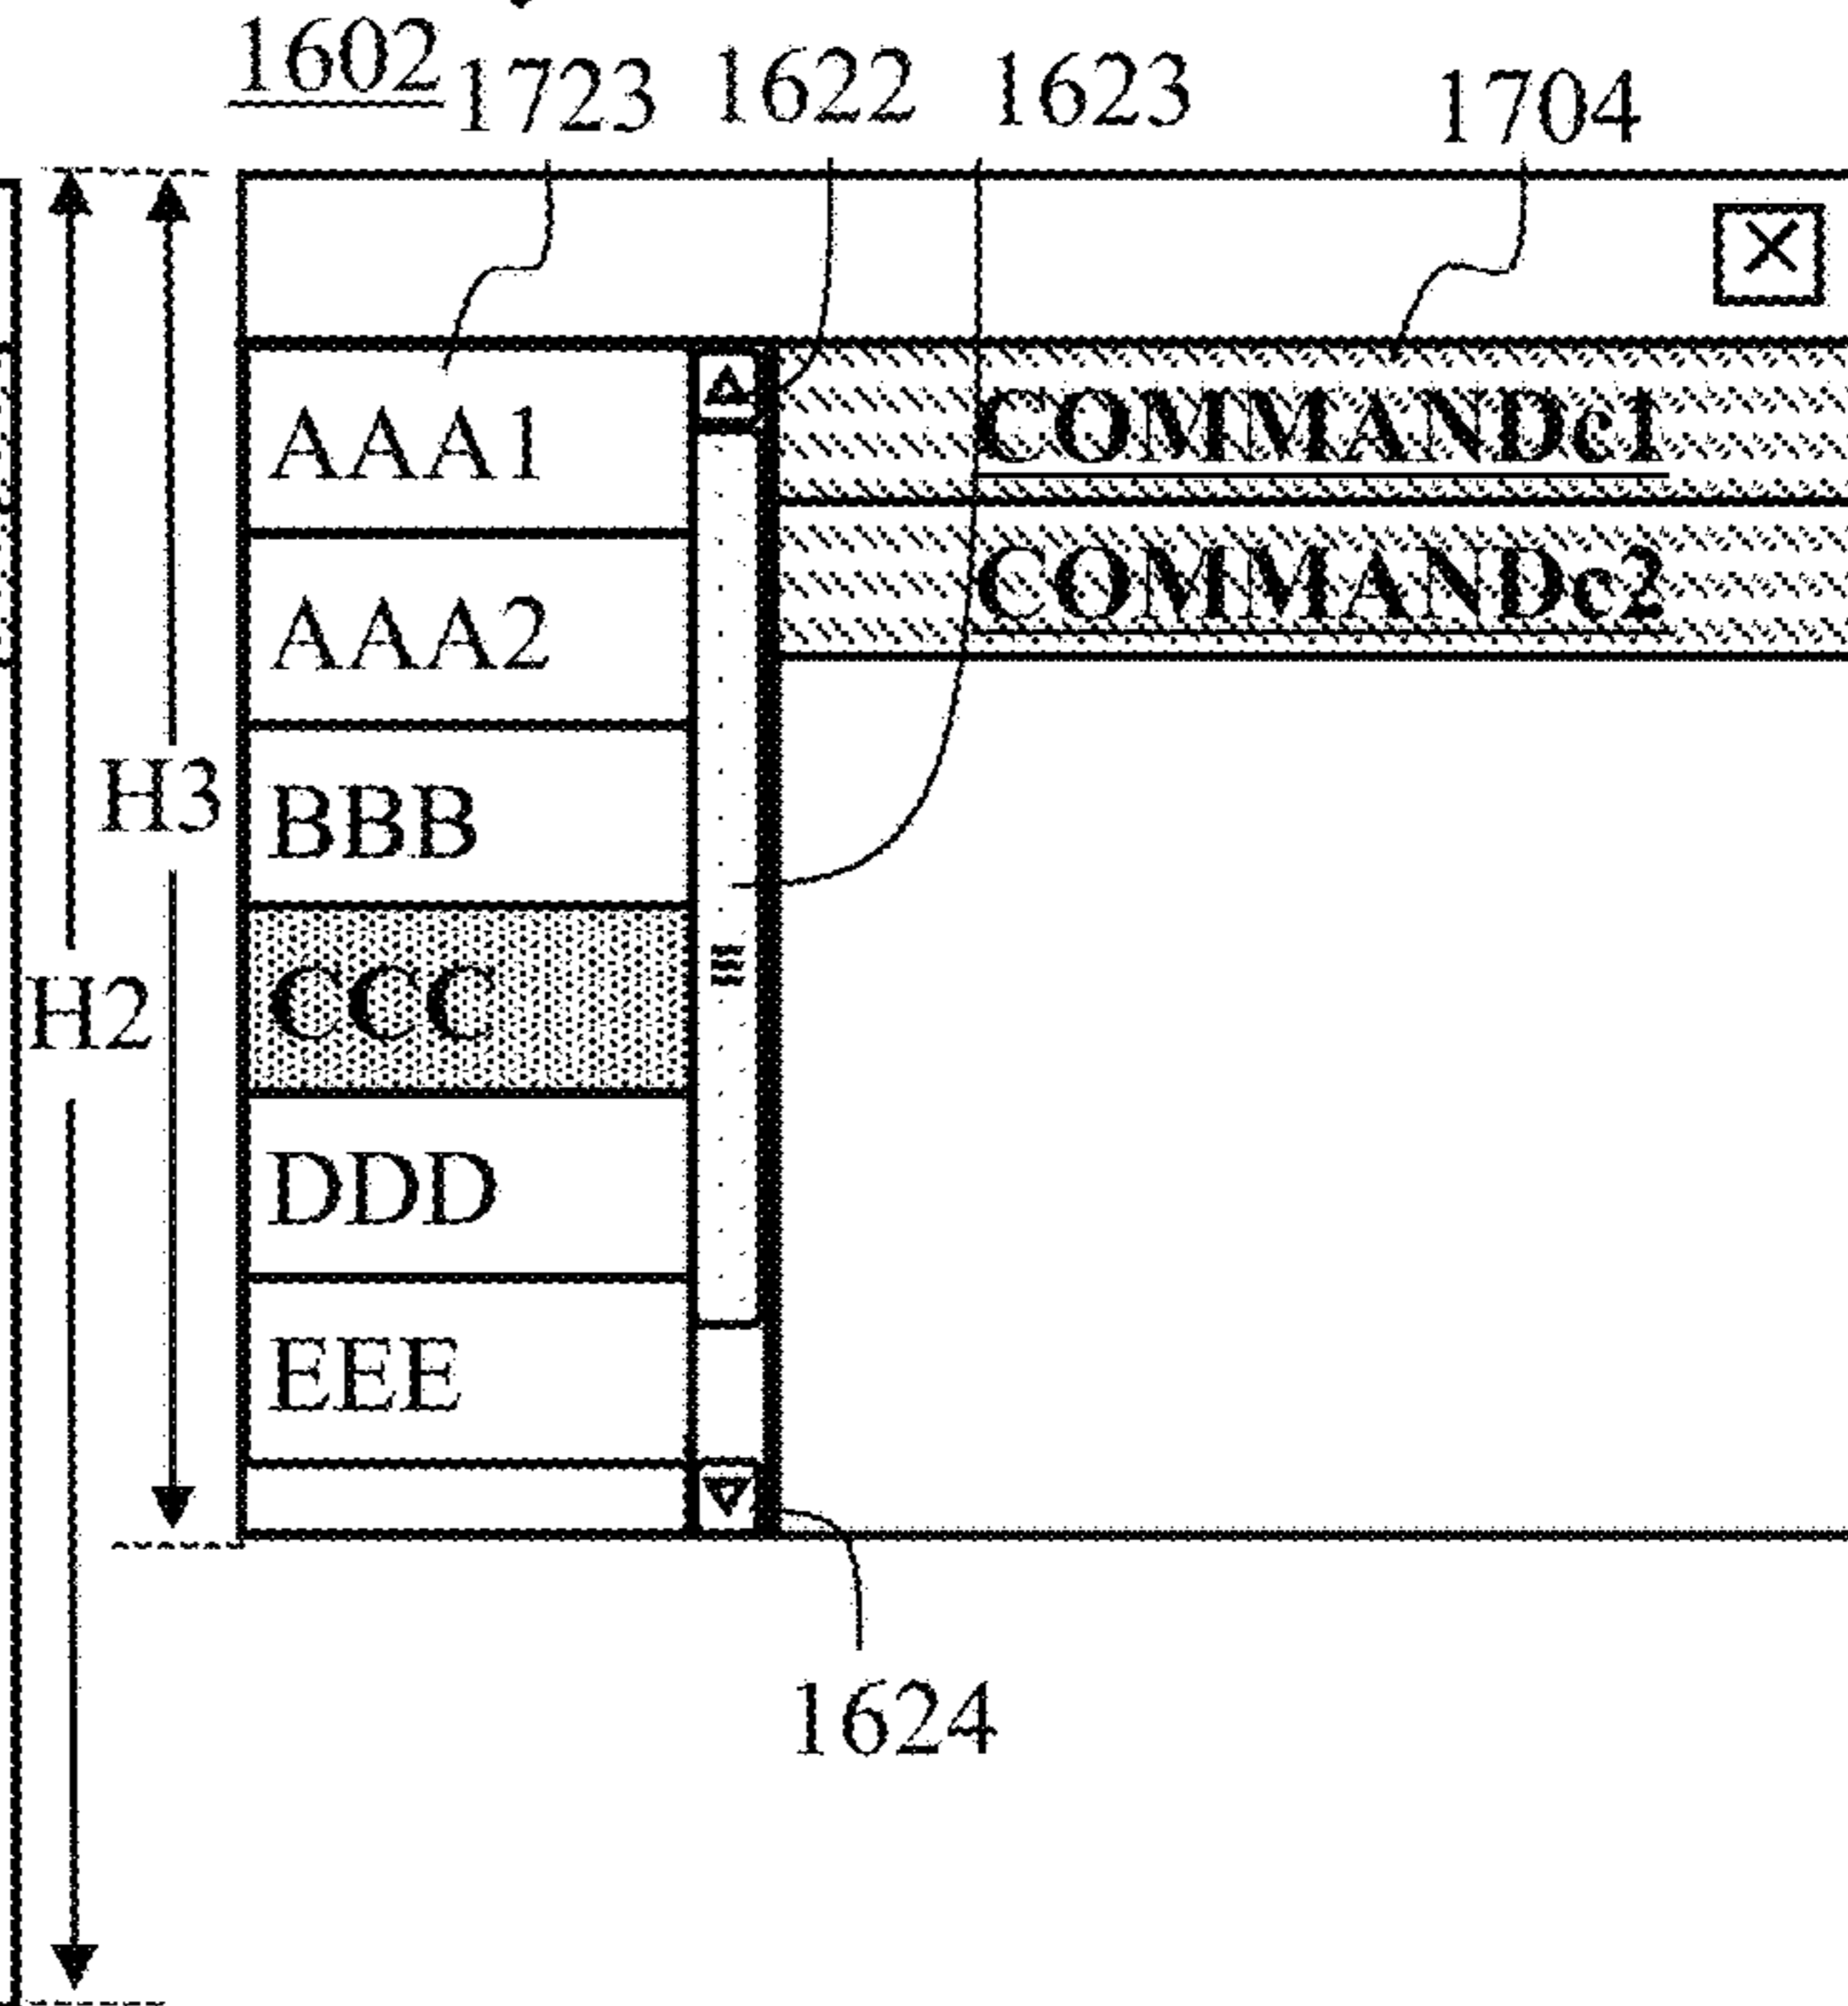 1602 1723 1622 1623 1704
AAA1
COMMANDc1
AAA2
COMMANDc2
H3
BBB
CCC
H2
DDD
EEE
1624